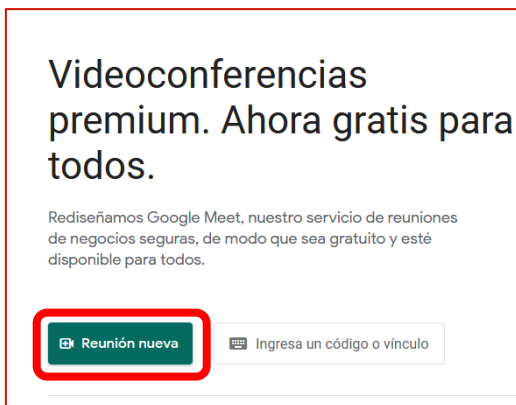 Videoconferencias
premium. Ahora gratis para
todos.
Rediseñamos Google Meet, nuestro servicio de reuniones
de negocios seguras, de modo que sea gratuito y esté
disponible para todos.
Reunión nueva
Ingresa un código o vínculo